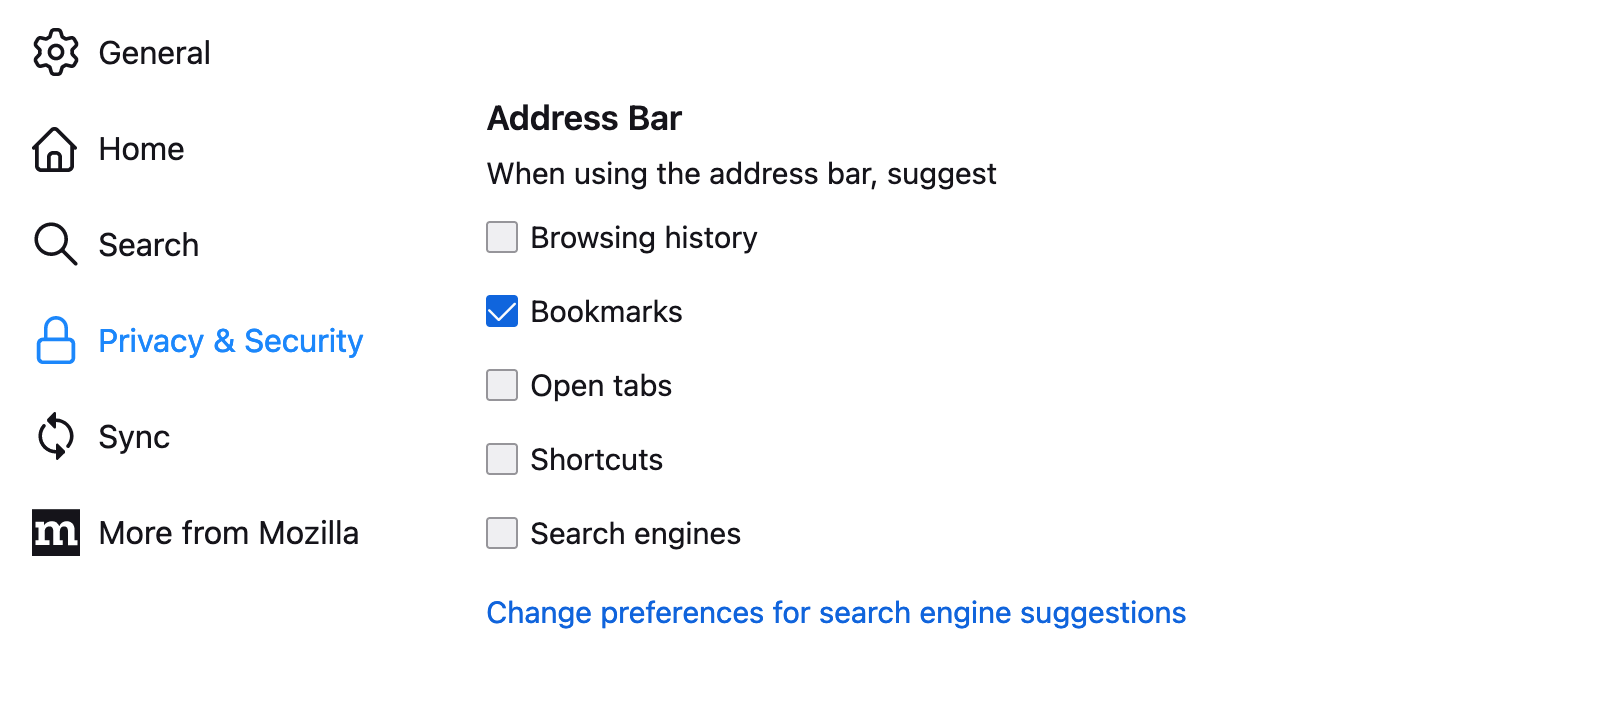 General
Home
Search
Privacy & Security
Sync
m More from Mozilla
Address Bar
When using the address bar, suggest
Browsing history
Bookmarks
Open tabs
Shortcuts
Search engines
Change preferences for search engine suggestions